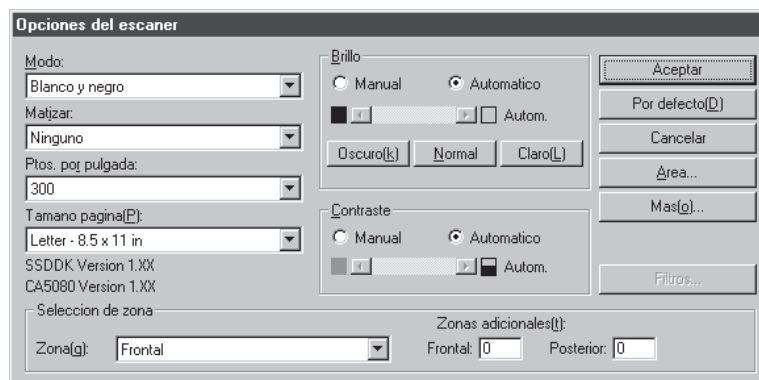 Opciones del escaner
Modo:
Blanco y negro
Matizar:
Ninguno
Ptos. por pulgada:
300
Tamano pagina(P):
Letter - 8.5 x 11 in
SSDDK Version 1.XX
CA5080 Version 1.XX
Brillo
Manual Automatico
Autom.
Oscuro(k) Normal Claro(L)
Contraste
Manual Automatico
Autom.
Aceptar
Por defecto(D)
Cancelar
Area...
Mas(o)...
Filtros...
Seleccion de zona
Zona(g): Frontal
Zonas adicionales(t):
Frontal: 0 Posterior: 0